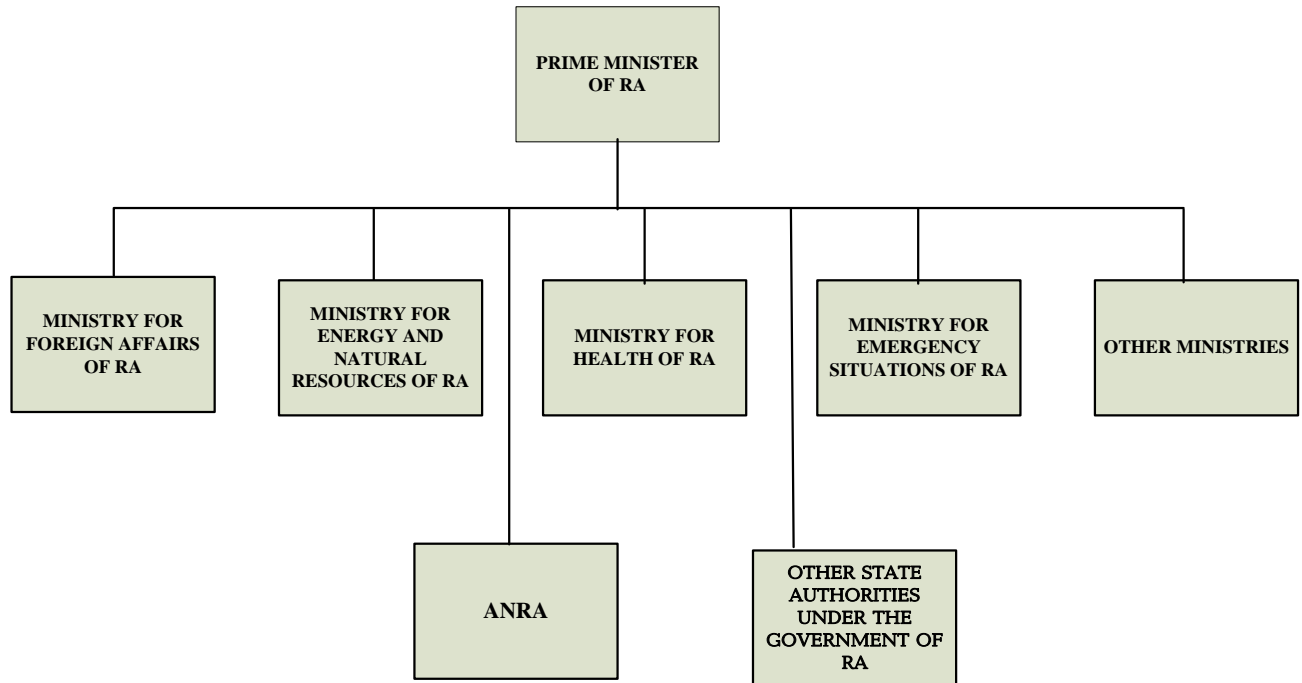 PRIME MINISTER
OF RA
MINISTRY FOR
FOREIGN AFFAIRS
OF RA
MINISTRY FOR
ENERGY AND
NATURAL
RESOURCES OF RA
MINISTRY FOR
HEALTH OF RA
MINISTRY FOR
EMERGENCY
SITUATIONS OF RA
OTHER MINISTRIES
ANRA
OTHER STATE
AUTHORITIES
UNDER THE
GOVERNMENT OF
RA